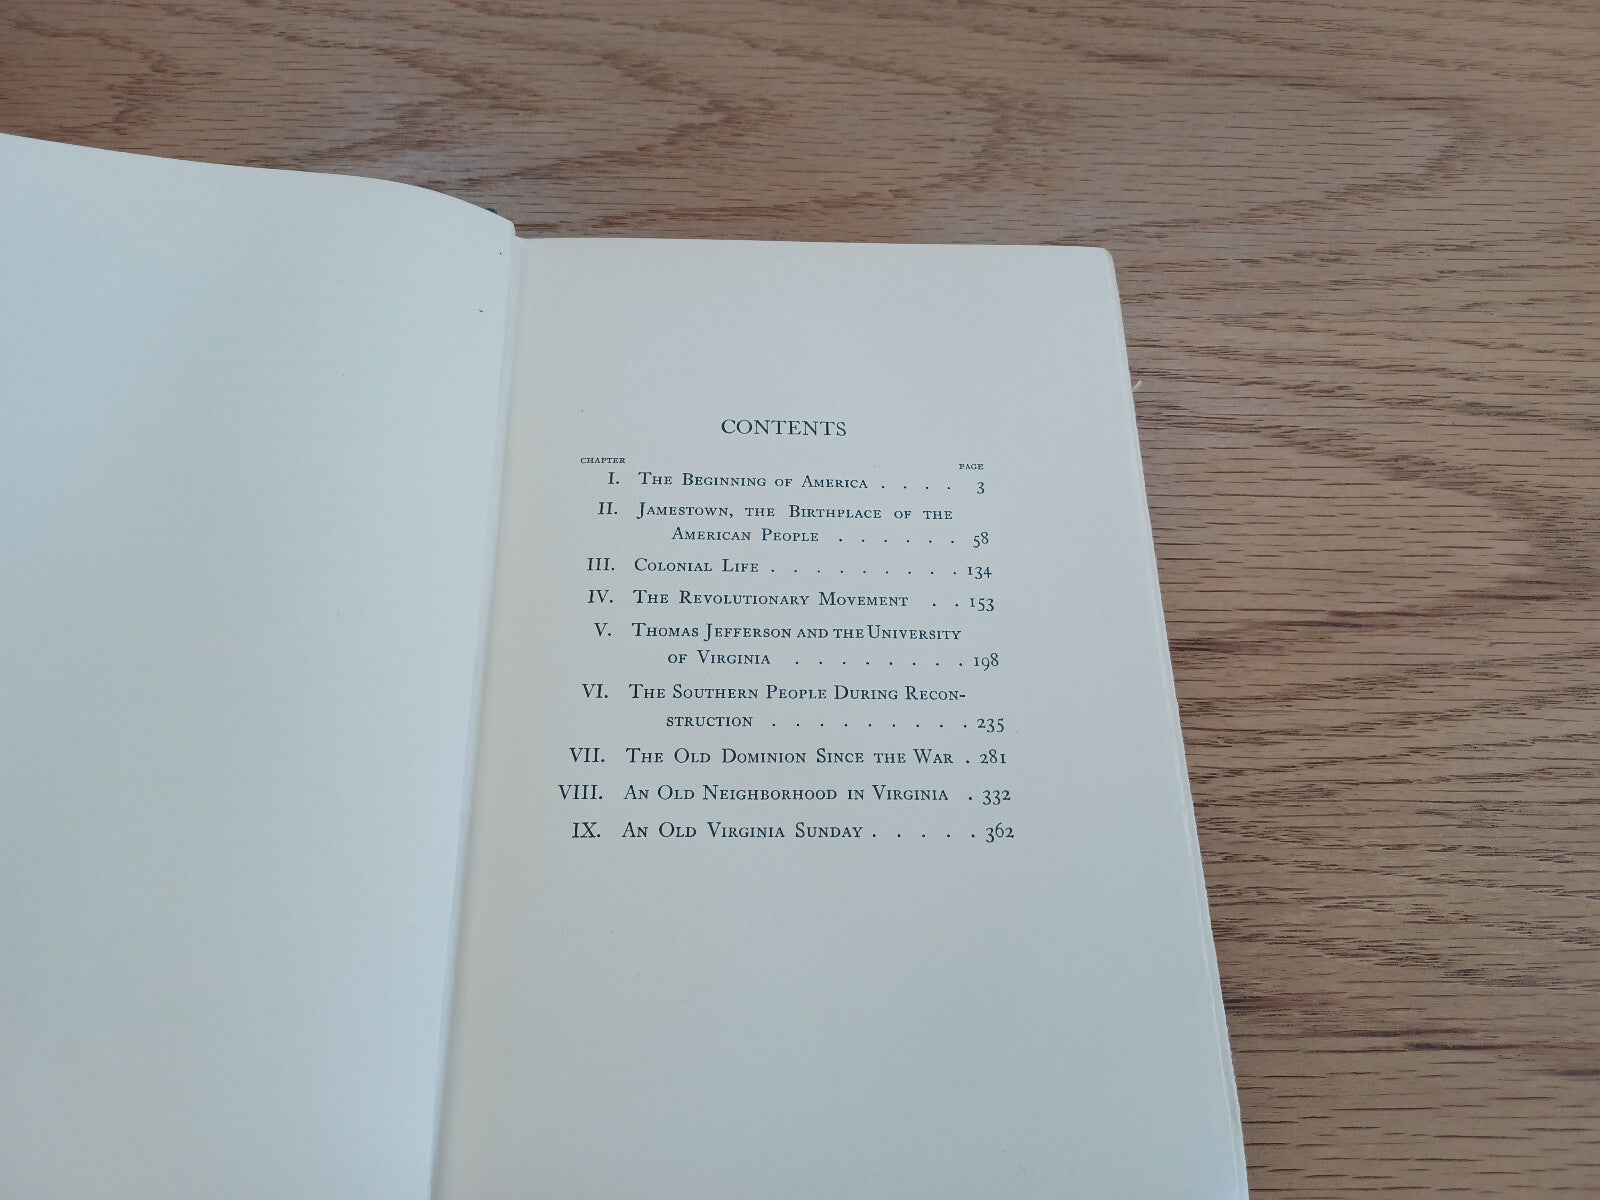 CONTENTS
CHAPTER PAGE
I. The Beginning of America . . . . 3
II. Jamestown, the Birthplace of the
American People . . . . . . 58
III. Colonial Life . . . . . . . . . 134
IV. The Revolutionary Movement . . 153
V. Thomas Jefferson and the University
of Virginia . . . . . . . . 198
VI. The Southern People During Recon-
struction . . . . . . . . . 235
VII. The Old Dominion Since the War . 281
VIII. An Old Neighborhood in Virginia . 332
IX. An Old Virginia Sunday . . . . . 362